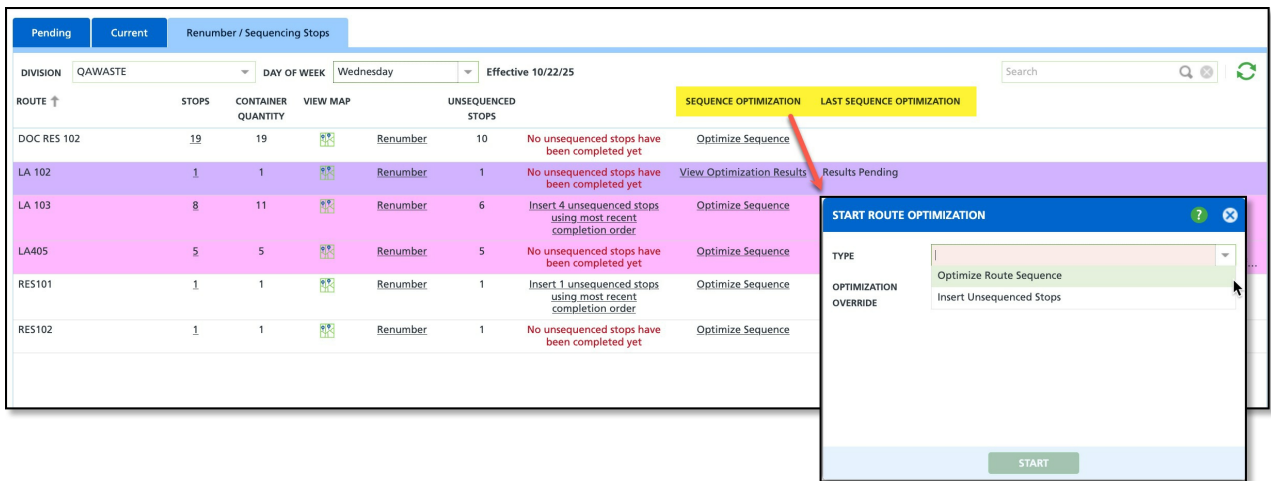 Pending Current Renumber / Sequencing Stops
DIVISION QAWASTE DAY OF WEEK Wednesday Effective 10/22/25 Search
ROUTE STOPS CONTAINER QUANTITY VIEW MAP UNSEQUENCED STOPS SEQUENCE OPTIMIZATION LAST SEQUENCE OPTIMIZATION
DOC RES 102 19 19 Renumber 10 No unsequenced stops have been completed yet Optimize Sequence
LA 102 1 1 Renumber 1 No unsequenced stops have been completed yet View Optimization Results Results Pending
LA 103 8 11 Renumber 6 Insert 4 unsequenced stops using most recent completion order Optimize Sequence
LA405 5 5 Renumber 5 No unsequenced stops have been completed yet Optimize Sequence ...
RES101 1 1 Renumber 1 Insert 1 unsequenced stops using most recent completion order Optimize Sequence
RES102 1 1 Renumber 1 No unsequenced stops have been completed yet Optimize Sequence
START ROUTE OPTIMIZATION ?
TYPE
Optimize Route Sequence
OPTIMIZATION OVERRIDE
Insert Unsequenced Stops
START